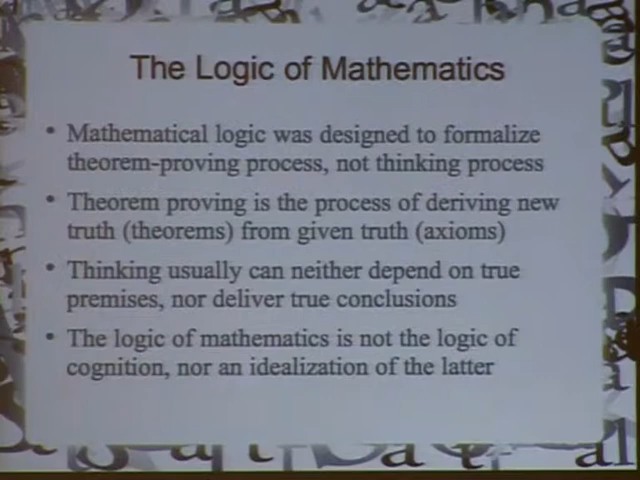 The Logic of Mathematics
• Mathematical logic was designed to formalize
theorem-proving process, not thinking process
• Theorem proving is the process of deriving new
truth (theorems) from given truth (axioms)
• Thinking usually can neither depend on true
premises, nor deliver true conclusions
• The logic of mathematics is not the logic of
cognition, nor an idealization of the latter